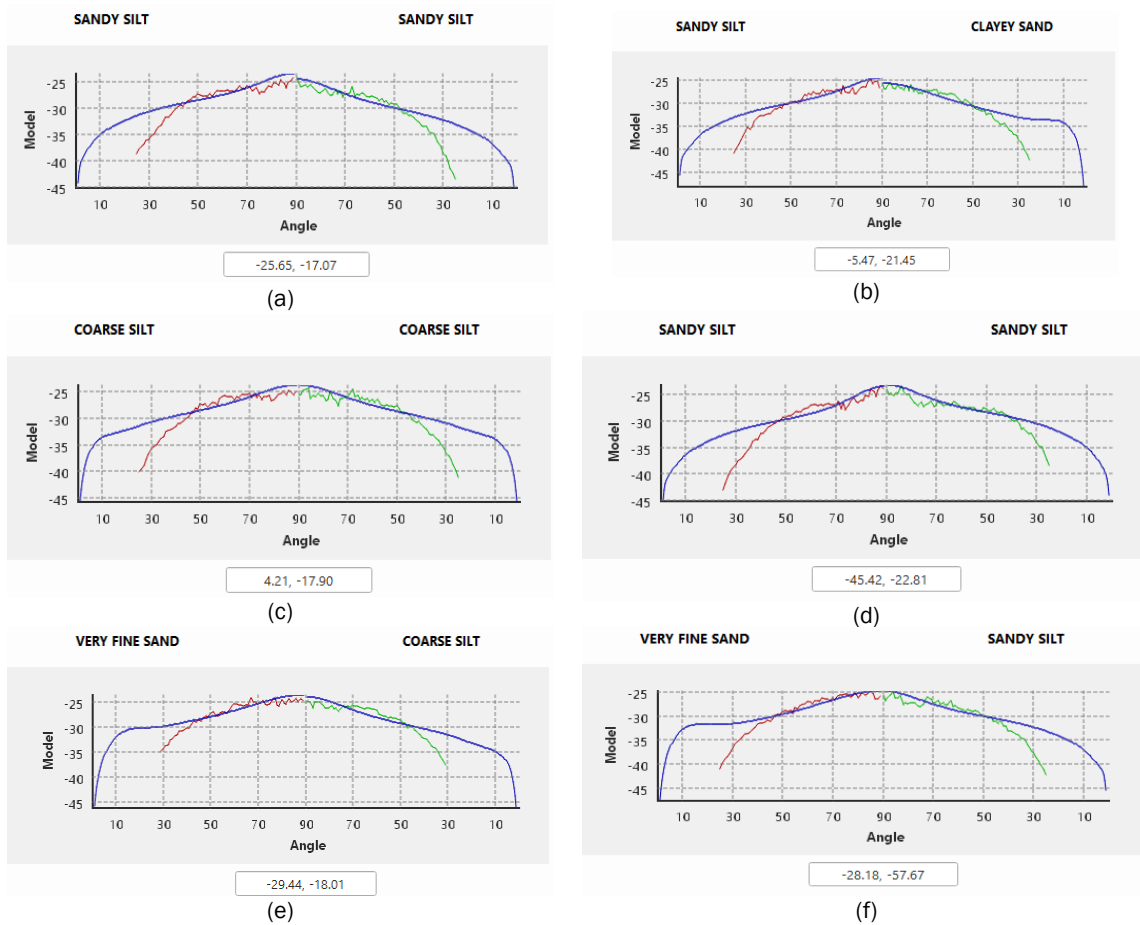 SANDY SILT SANDY SILT
-25
-30
-35
-40
-45
Model
10 30 50 70 90 70 50 30 10
Angle
-25.65, -17.07
(a)
SANDY SILT CLAYEY SAND
-25
-30
-35
-40
-45
Model
10 30 50 70 90 70 50 30 10
Angle
-5.47, -21.45
(b)
COARSE SILT COARSE SILT
-25
-30
-35
-40
-45
Model
10 30 50 70 90 70 50 30 10
Angle
4.21, -17.90
(c)
SANDY SILT SANDY SILT
-25
-30
-35
-40
-45
Model
10 30 50 70 90 70 50 30 10
Angle
-45.42, -22.81
(d)
VERY FINE SAND COARSE SILT
-25
-30
-35
-40
-45
Model
10 30 50 70 90 70 50 30 10
Angle
-29.44, -18.01
(e)
VERY FINE SAND SANDY SILT
-25
-30
-35
-40
-45
Model
10 30 50 70 90 70 50 30 10
Angle
-28.18, -57.67
(f)